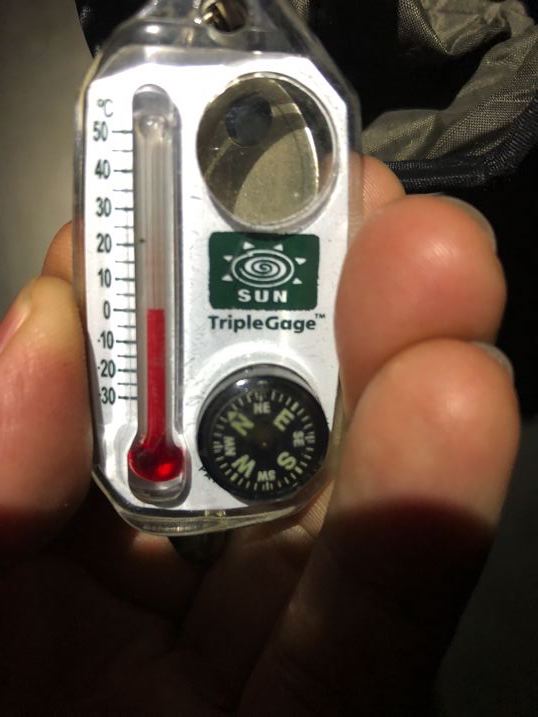 °C
50
40
30
20
10
0
-10
-20
-30
SUN
TripleGage™
N
NE
E
SE
S
SW
W
NW